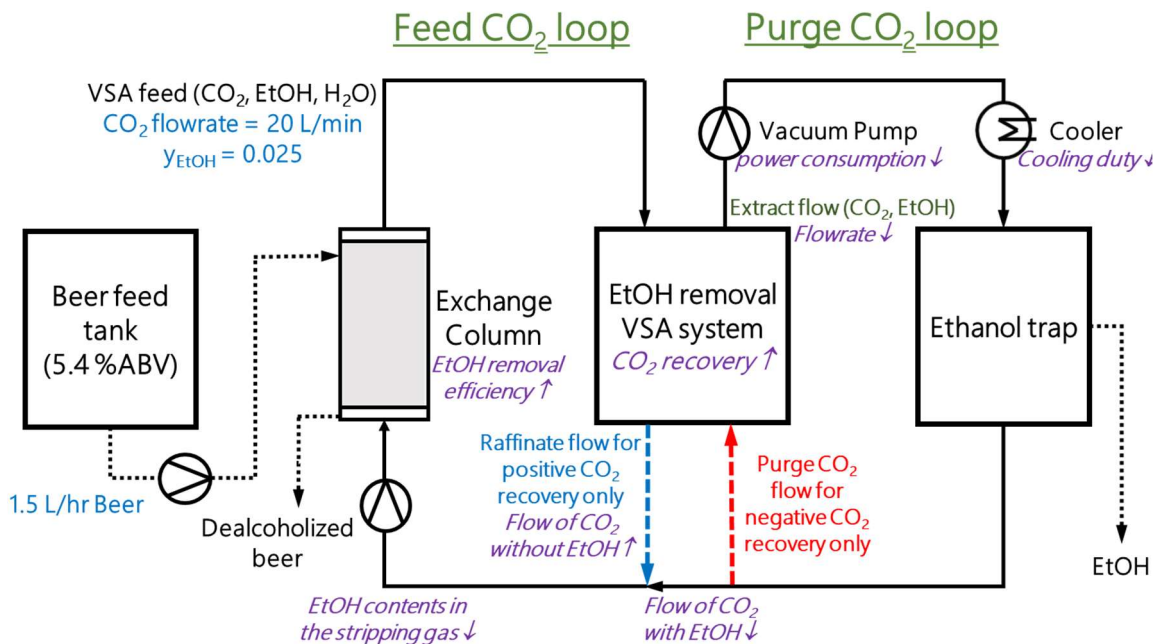 Feed CO2 loop
Purge CO2 loop
VSA feed (CO2, EtOH, H2O)
CO2 flowrate = 20 L/min
yEtOH = 0.025
Vacuum Pump
power consumption↓
Cooler
Cooling duty↓
Extract flow (CO2, EtOH)
Flowrate↓
Beer feed
tank
(5.4 %ABV)
Exchange
Column
EtOH removal
efficiency↑
EtOH removal
VSA system
CO2 recovery↑
Ethanol trap
1.5 L/hr Beer
Dealcoholized
beer
Raffinate flow for
positive CO2
recovery only
Flow of CO2
without EtOH↑
Purge CO2
flow for
negative CO2
recovery only
EtOH
EtOH contents in
the stripping gas↓
Flow of CO2
with EtOH↓